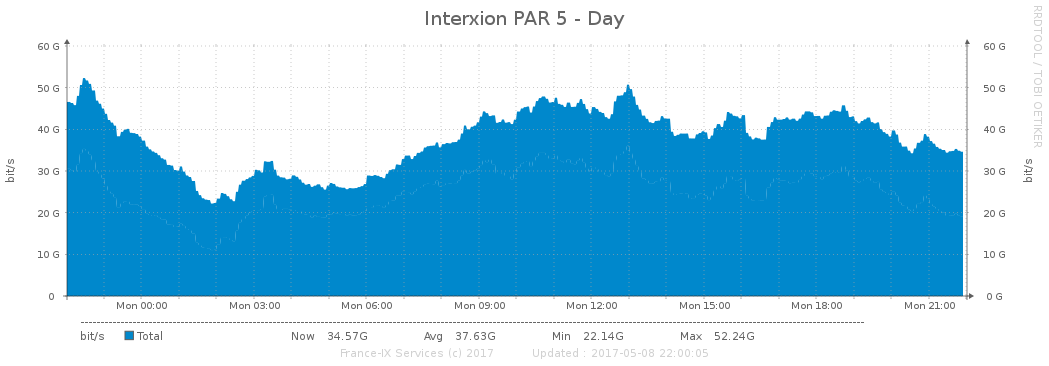 Interxion PAR 5 - Day
RRDTOOL / TOBI OETIKER
60 G 60 G
50 G 50 G
40 G 40 G
30 G 30 G
20 G 20 G
10 G 10 G
0 0 G
bit/s
bit/s
Mon 00:00 Mon 03:00 Mon 06:00 Mon 09:00 Mon 12:00 Mon 15:00 Mon 18:00 Mon 21:00
bit/s Total Now 34.57G Avg 37.63G Min 22.14G Max 52.24G
France-IX Services (c) 2017 Updated : 2017-05-08 22:00:05